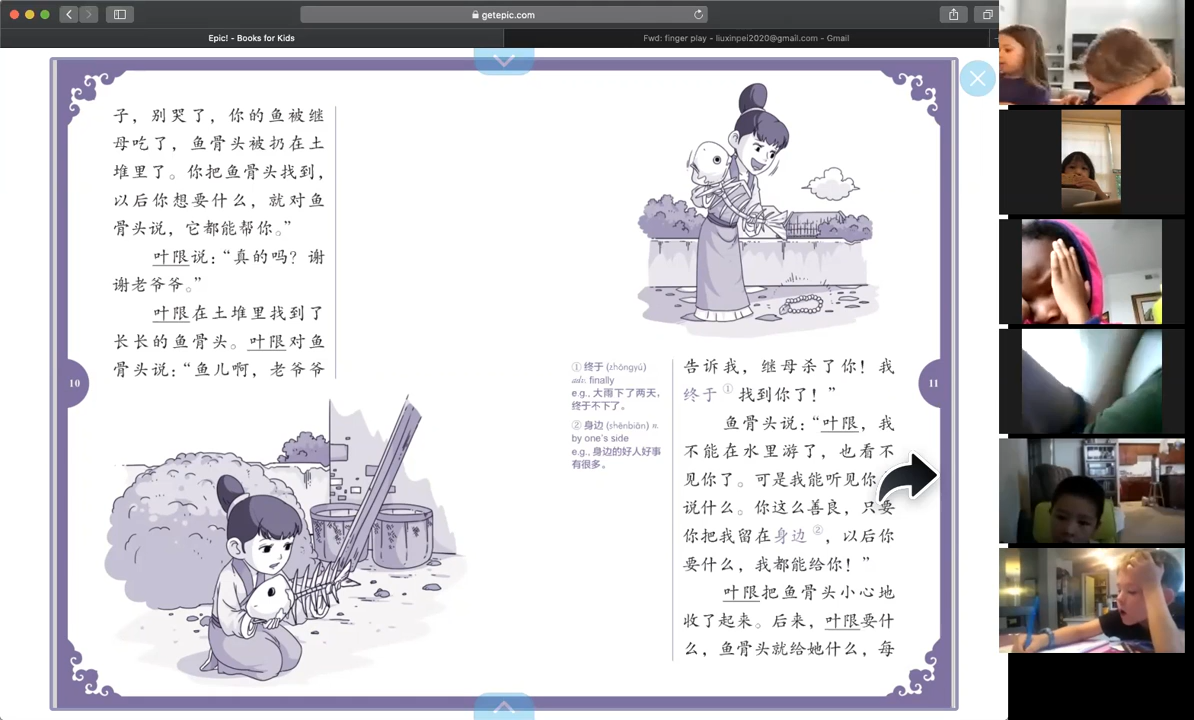 getepic.com
Epic! - Books for Kids
Fwd: finger play - liuxinpei2020@gmail.com - Gmail
子，别哭了，你的鱼被继
母吃了，鱼骨头被扔在土
堆里了。你把鱼骨头找到，
以后你想要什么，就对鱼
骨头说，它都能帮你。”
叶限说：“真的吗？谢
谢老爷爷。”
叶限在土堆里找到了
长长的鱼骨头。叶限对鱼
骨头说：“鱼儿啊，老爷爷
10
① 终于 (zhōngyú)
adv. finally
e.g., 大雨下了两天，
终于不下了。
② 身边 (shēnbiān) n.
by one's side
e.g., 身边的好人好事
有很多。
告诉我，继母杀了你！我
终于①找到你了！”
鱼骨头说：“叶限，我
不能在水里游了，也看不
见你了。可是我能听见你
说什么。你这么善良，只要
你把我留在身边②，以后你
要什么，我都能给你！”
叶限把鱼骨头小心地
收了起来。后来，叶限要什
么，鱼骨头就给她什么，每
11